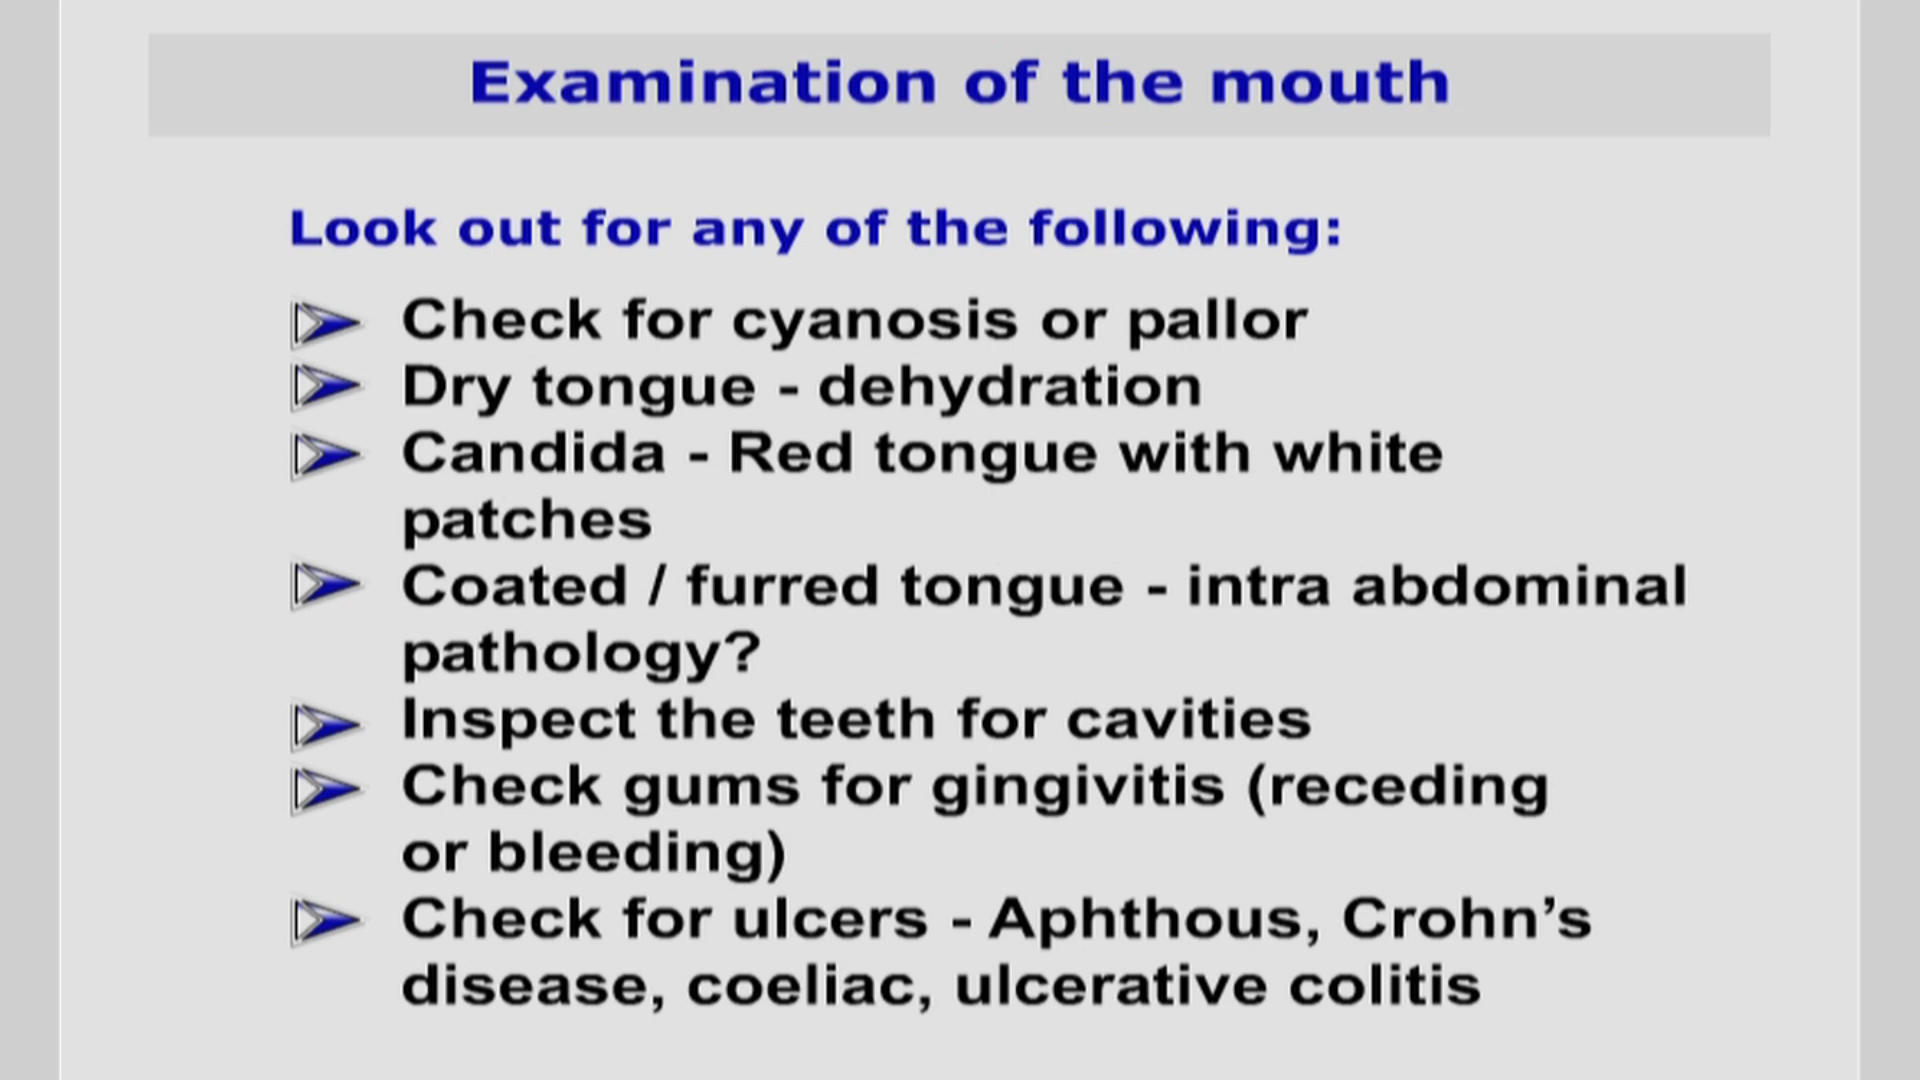 Examination of the mouth
Look out for any of the following:
Check for cyanosis or pallor
Dry tongue - dehydration
Candida - Red tongue with white
patches
Coated / furred tongue - intra abdominal
pathology?
Inspect the teeth for cavities
Check gums for gingivitis (receding
or bleeding)
Check for ulcers - Aphthous, Crohn’s
disease, coeliac, ulcerative colitis